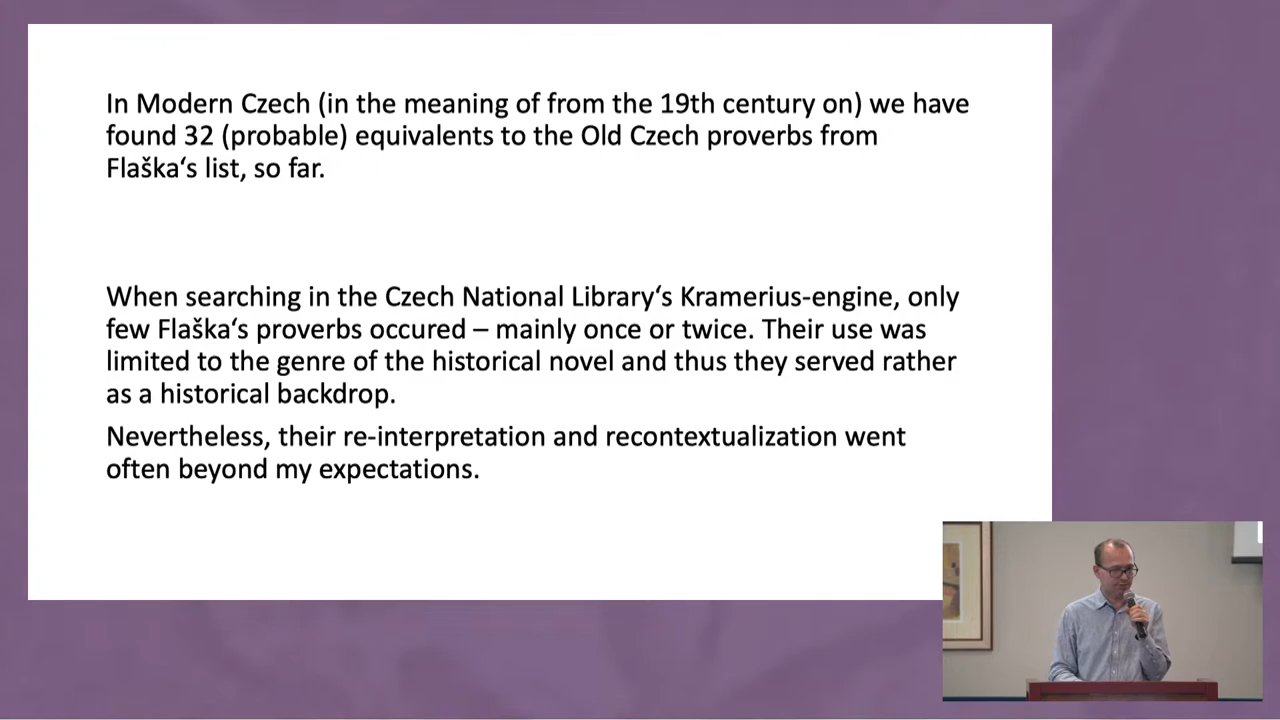 In Modern Czech (in the meaning of from the 19th century on) we have
found 32 (probable) equivalents to the Old Czech proverbs from
Flaška‘s list, so far.
When searching in the Czech National Library‘s Kramerius-engine, only
few Flaška‘s proverbs occured – mainly once or twice. Their use was
limited to the genre of the historical novel and thus they served rather
as a historical backdrop.
Nevertheless, their re-interpretation and recontextualization went
often beyond my expectations.